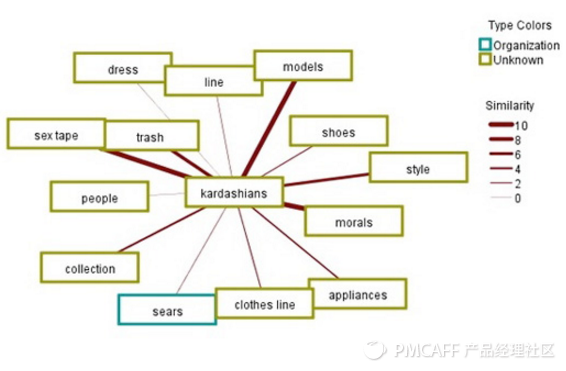 Type Colors
Organization
Unknown
Similarity
10
8
6
4
2
0
dress
line
models
sex tape
trash
shoes
style
people
kardashians
morals
collection
sears
clothes line
appliances
PMCAFF 产品经理社区